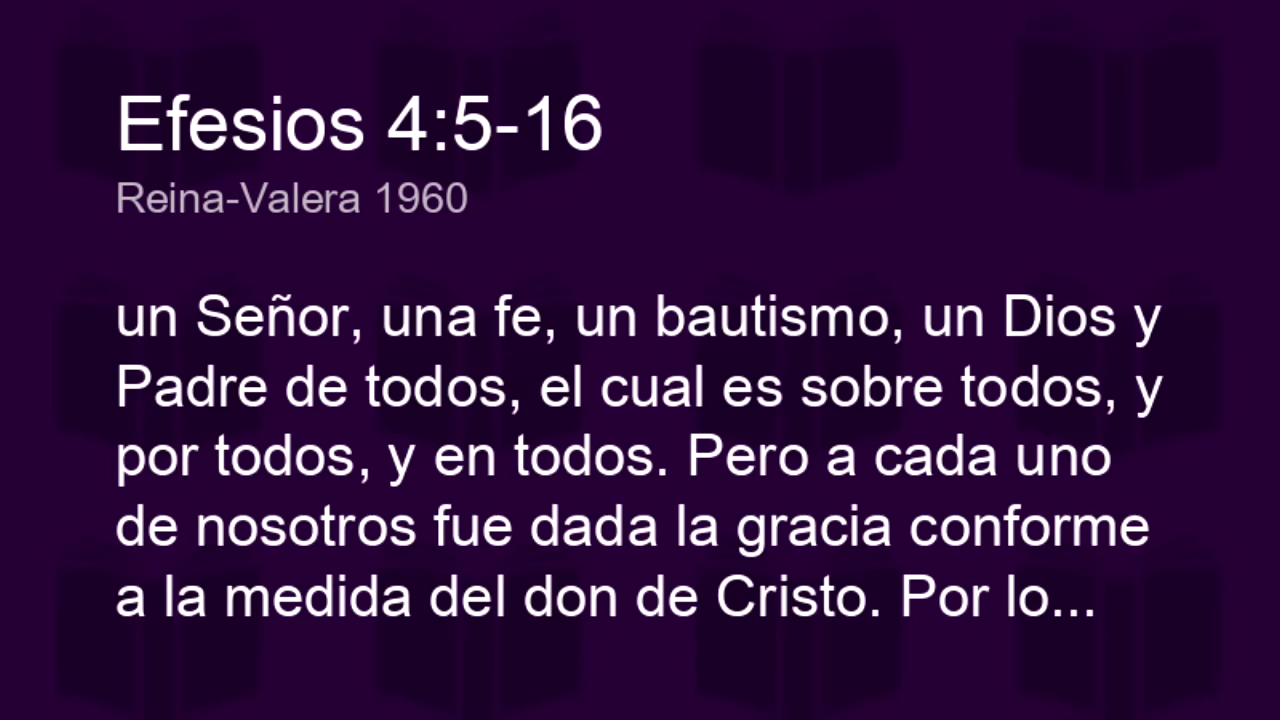 Efesios 4:5-16
Reina-Valera 1960
un Señor, una fe, un bautismo, un Dios y
Padre de todos, el cual es sobre todos, y
por todos, y en todos. Pero a cada uno
de nosotros fue dada la gracia conforme
a la medida del don de Cristo. Por lo...